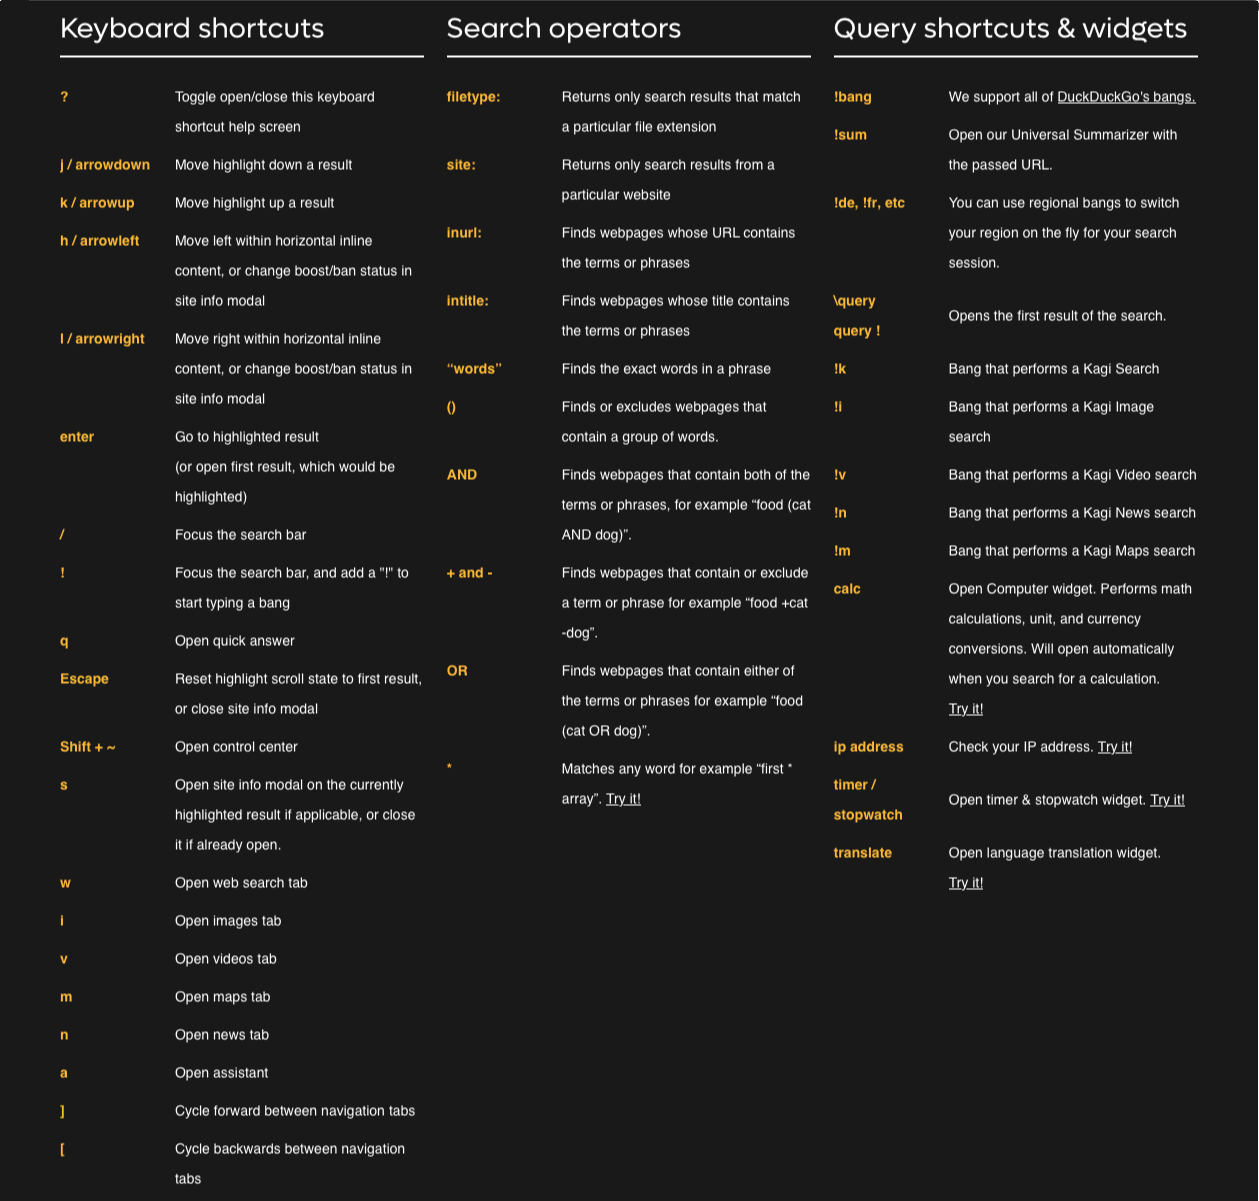 Keyboard shortcuts
? Toggle open/close this keyboard
shortcut help screen
j / arrowdown Move highlight down a result
k / arrowup Move highlight up a result
h / arrowleft Move left within horizontal inline
content, or change boost/ban status in
site info modal
l / arrowright Move right within horizontal inline
content, or change boost/ban status in
site info modal
enter Go to highlighted result
(or open first result, which would be
highlighted)
/ Focus the search bar
! Focus the search bar, and add a "!" to
start typing a bang
q Open quick answer
Escape Reset highlight scroll state to first result,
or close site info modal
Shift + ~ Open control center
s Open site info modal on the currently
highlighted result if applicable, or close
it if already open.
w Open web search tab
i Open images tab
v Open videos tab
m Open maps tab
n Open news tab
a Open assistant
] Cycle forward between navigation tabs
[ Cycle backwards between navigation
tabs
Search operators
filetype: Returns only search results that match
a particular file extension
site: Returns only search results from a
particular website
inurl: Finds webpages whose URL contains
the terms or phrases
intitle: Finds webpages whose title contains
the terms or phrases
“words” Finds the exact words in a phrase
() Finds or excludes webpages that
contain a group of words.
AND Finds webpages that contain both of the
terms or phrases, for example “food (cat
AND dog)”.
+ and - Finds webpages that contain or exclude
a term or phrase for example “food +cat
-dog”.
OR Finds webpages that contain either of
the terms or phrases for example “food
(cat OR dog)”.
* Matches any word for example “first *
array”. Try it!
Query shortcuts & widgets
!bang We support all of DuckDuckGo's bangs.
!sum Open our Universal Summarizer with
the passed URL.
!de, !fr, etc You can use regional bangs to switch
your region on the fly for your search
session.
\query
query ! Opens the first result of the search.
!k Bang that performs a Kagi Search
!i Bang that performs a Kagi Image
search
!v Bang that performs a Kagi Video search
!n Bang that performs a Kagi News search
!m Bang that performs a Kagi Maps search
calc Open Computer widget. Performs math
calculations, unit, and currency
conversions. Will open automatically
when you search for a calculation.
Try it!
ip address Check your IP address. Try it!
timer /
stopwatch Open timer & stopwatch widget. Try it!
translate Open language translation widget.
Try it!